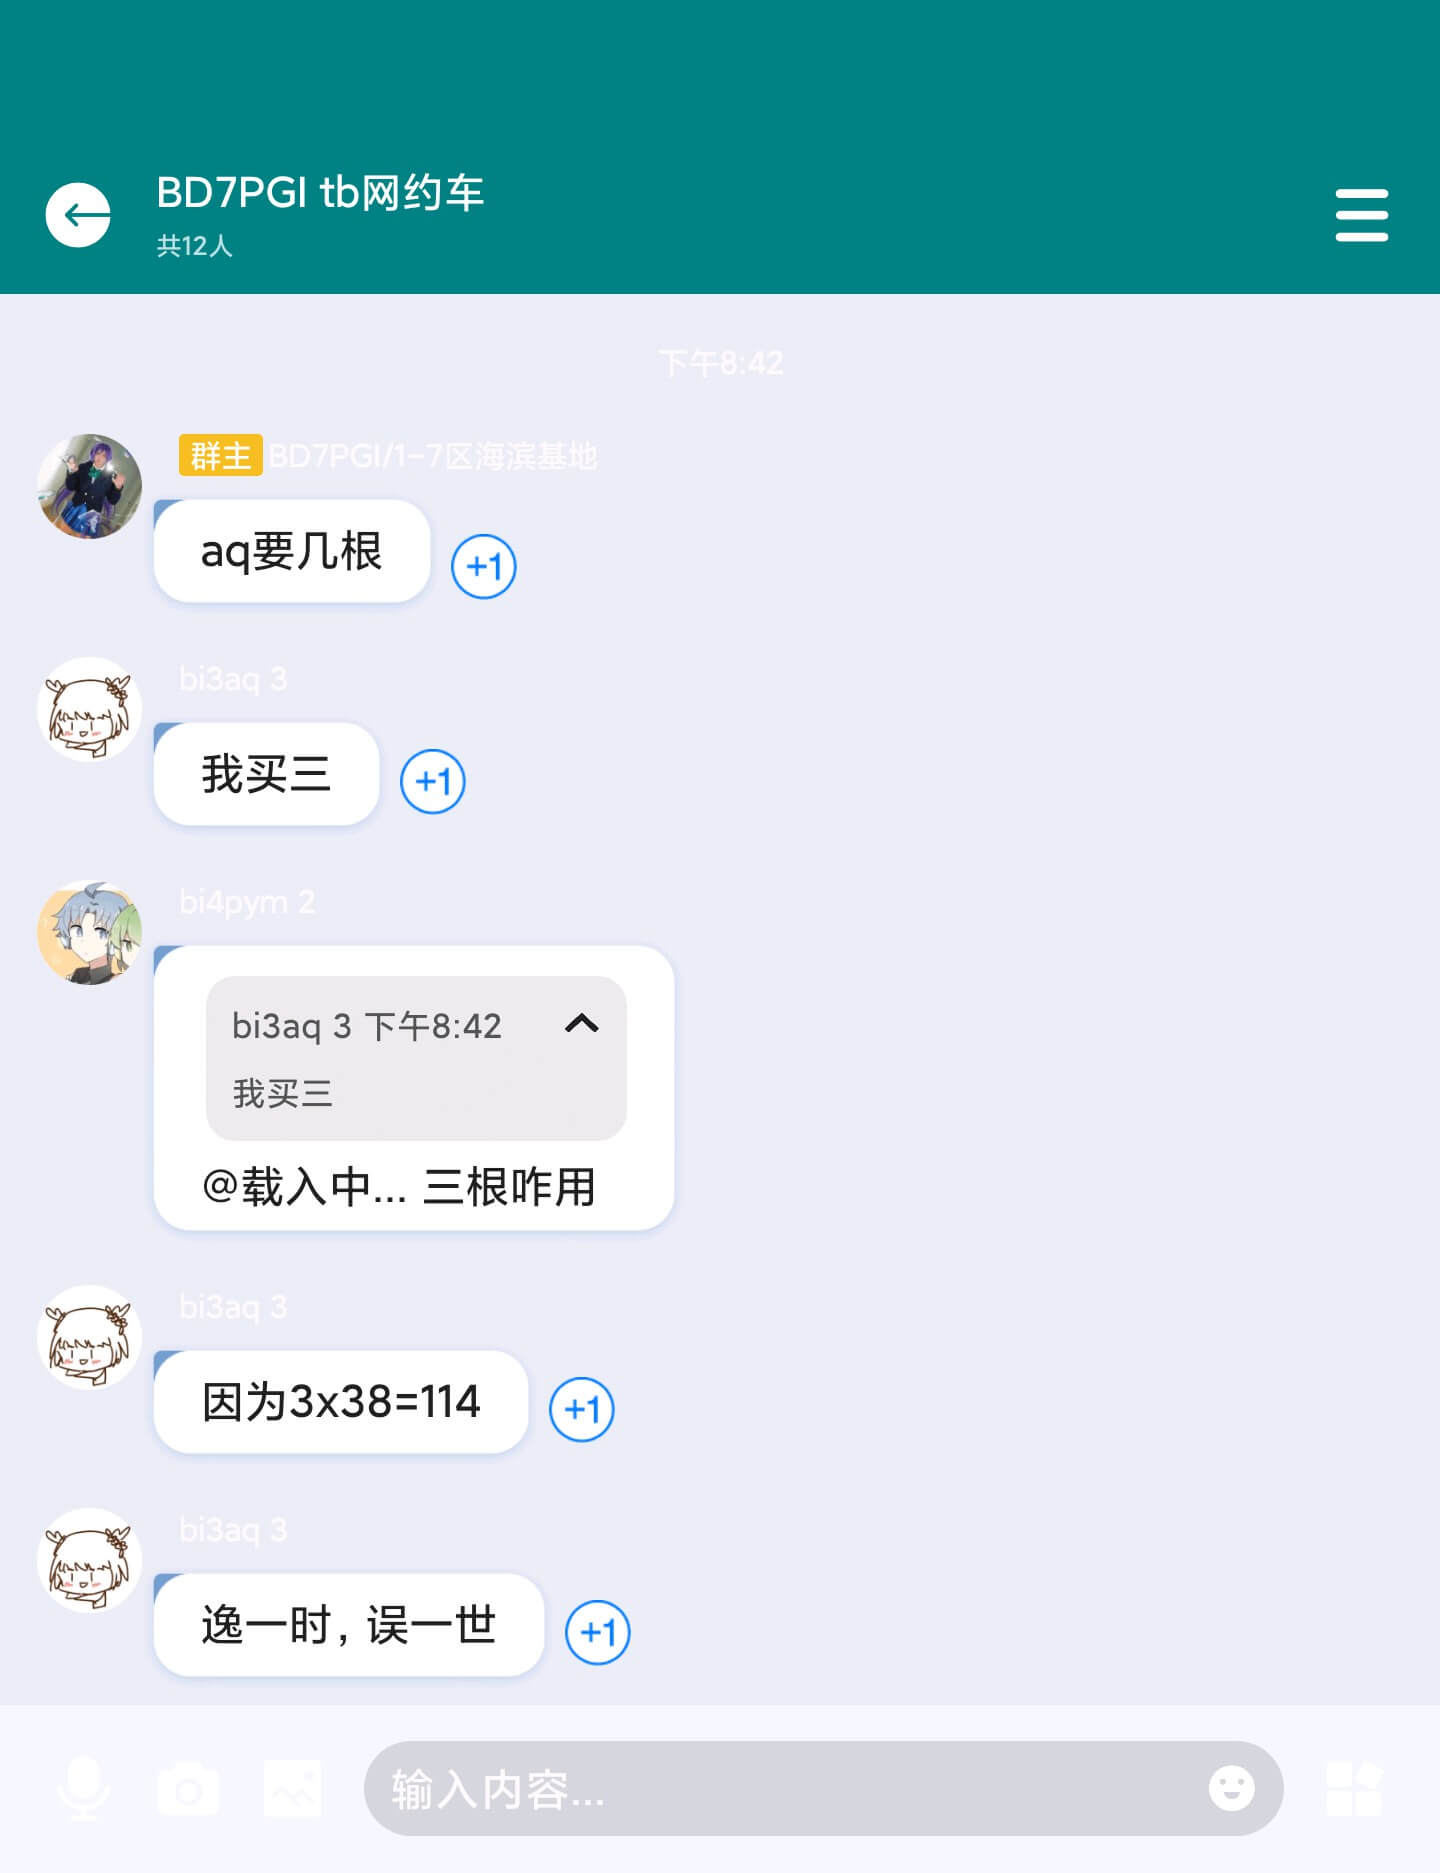 BD7PGI tb网约车
共12人
下午8:42
群主 BD7PGI/1-7区海滨基地
aq要几根
+1
bi3aq 3
我买三
+1
bi4pym 2
bi3aq 3 下午8:42
我买三
@载入中... 三根咋用
bi3aq 3
因为3x38=114
+1
bi3aq 3
逸一时,误一世
+1
输入内容...